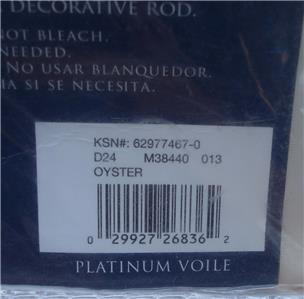 DECORATIVE ROD.
NOT BLEACH.
NEEDED.
NO USAR BLANQUEDOR.
A SI SE NECESITA.
KSN#: 62977467-0
D24 M38440 013
OYSTER
0 29927 26836 2
PLATINUM VOILE